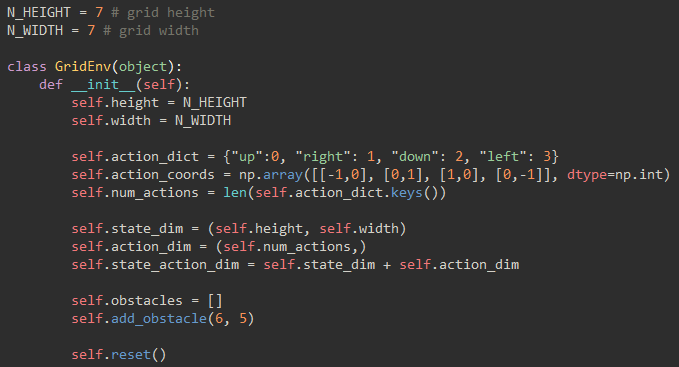 N_HEIGHT = 7 # grid height
N_WIDTH = 7 # grid width

class GridEnv(object):
    def __init__(self):
        self.height = N_HEIGHT
        self.width = N_WIDTH

        self.action_dict = {"up":0, "right": 1, "down": 2, "left": 3}
        self.action_coords = np.array([[-1,0], [0,1], [1,0], [0,-1]], dtype=np.int)
        self.num_actions = len(self.action_dict.keys())

        self.state_dim = (self.height, self.width)
        self.action_dim = (self.num_actions,)
        self.state_action_dim = self.state_dim + self.action_dim

        self.obstacles = []
        self.add_obstacle(6, 5)

        self.reset()